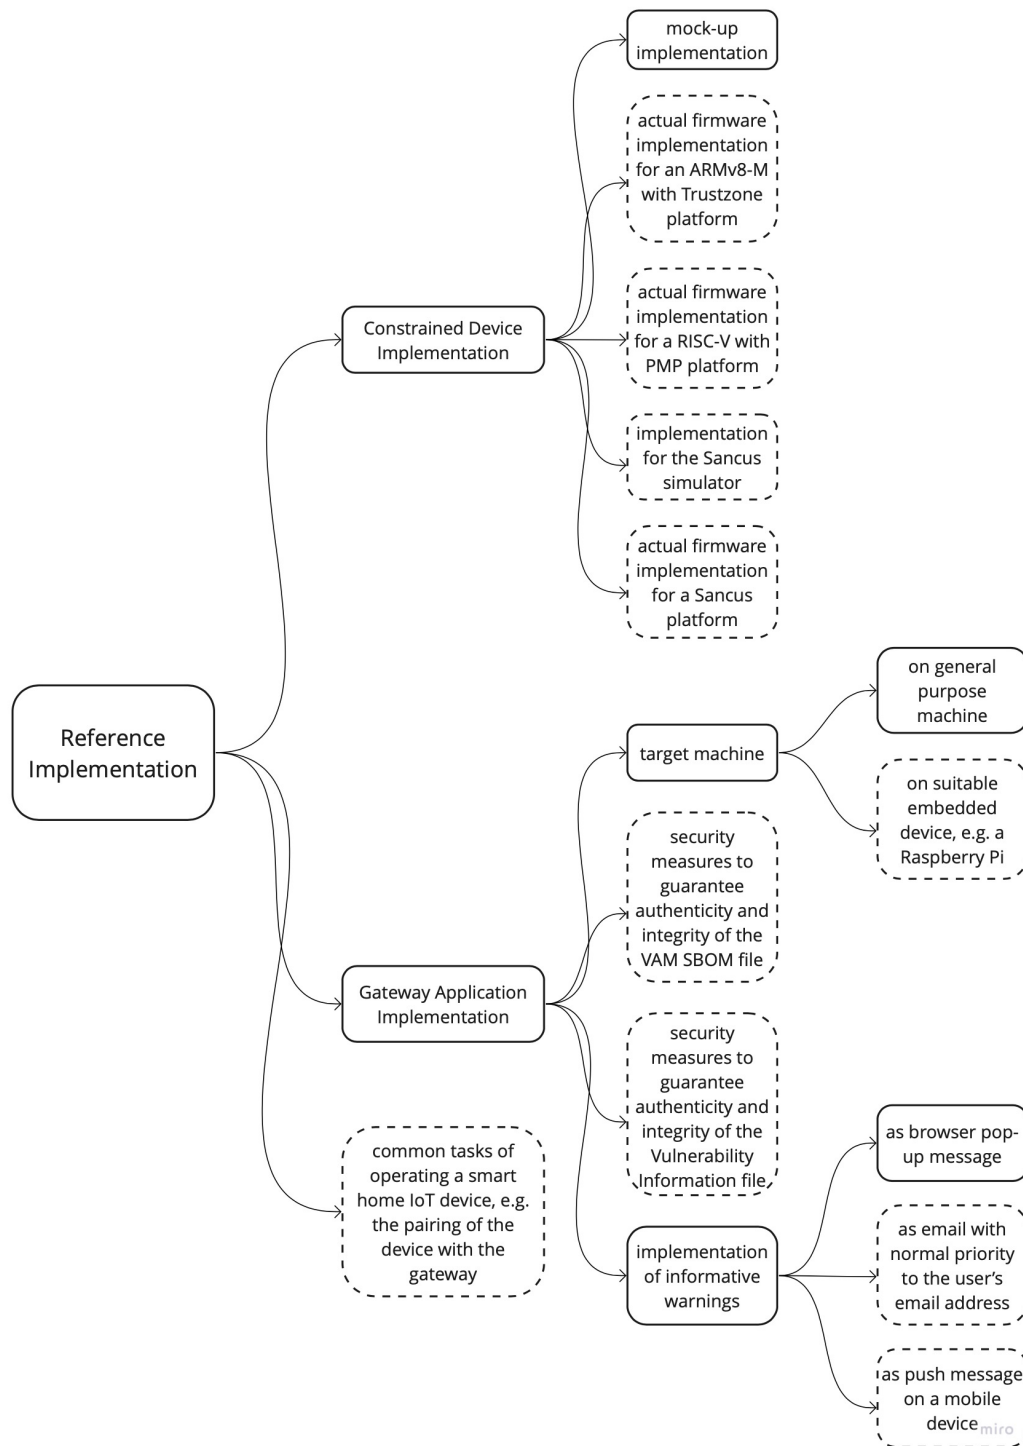 mock-up
implementation
actual firmware
implementation
for an ARMv8-M
with Trustzone
platform
actual firmware
implementation
for a RISC-V with
PMP platform
Constrained Device
Implementation
implementation
for the Sancus
simulator
actual firmware
implementation
for a Sancus
platform
Reference
Implementation
on general
purpose
machine
target machine
on suitable
embedded
device, e.g. a
Raspberry Pi
security
measures to
guarantee
authenticity and
integrity of the
VAM SBOM file
Gateway Application
Implementation
security
measures to
guarantee
authenticity and
integrity of the
Vulnerability
Information file
common tasks of
operating a smart
home IoT device, e.g.
the pairing of the
device with the
gateway
implementation
of informative
warnings
as browser pop-
up message
as email with
normal priority
to the user’s
email address
as push message
on a mobile
device
miro